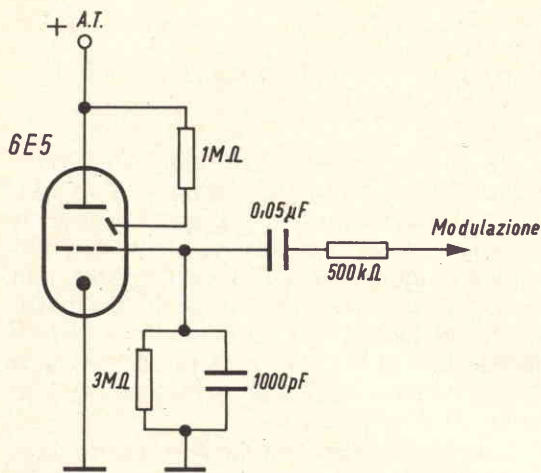 + A.T.
6E5
1MΩ
0,05µF
Modulazione
500kΩ
3MΩ
1000pF